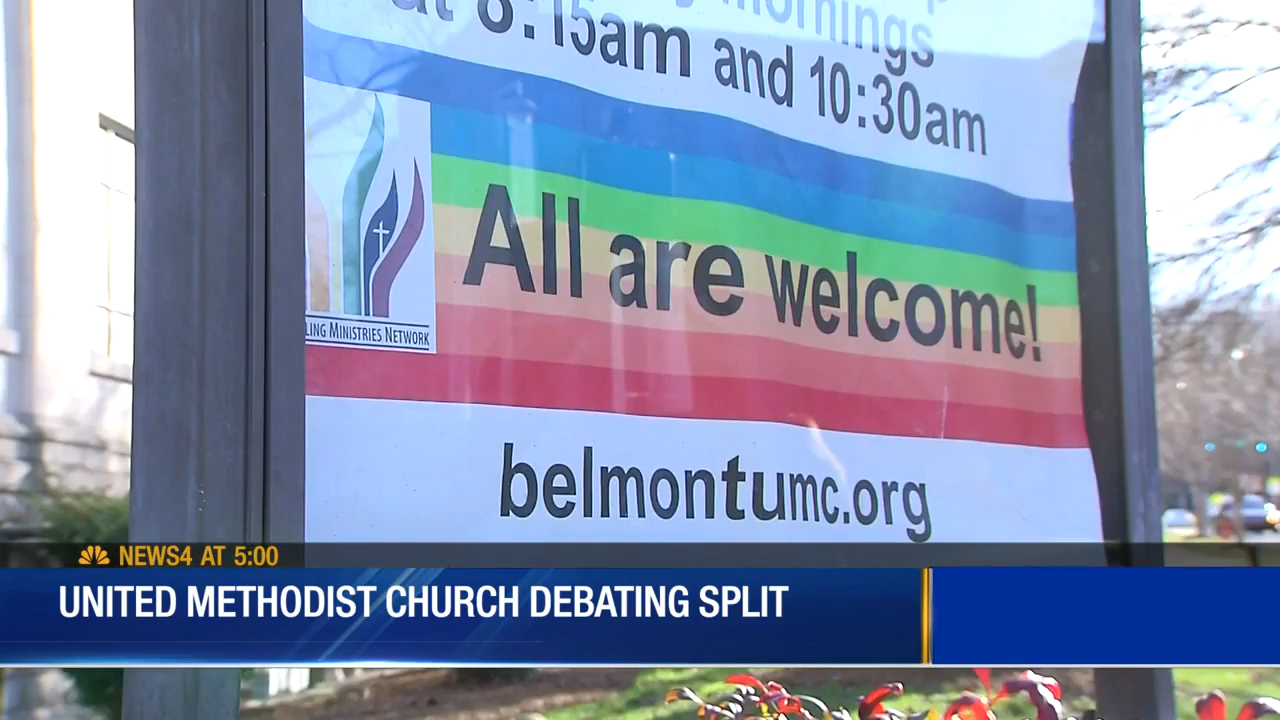 at 8:15am and 10:30am
All are welcome!
LING MINISTRIES NETWORK
belmontumc.org
NEWS4 AT 5:00
UNITED METHODIST CHURCH DEBATING SPLIT